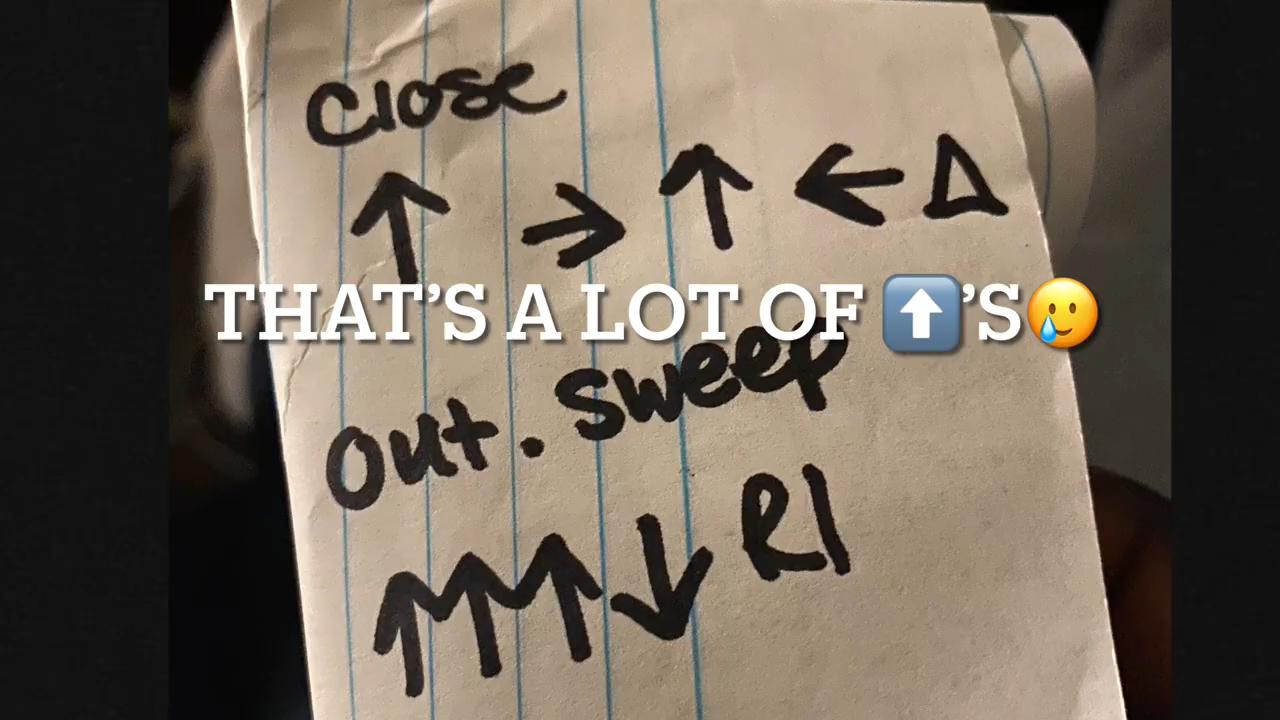 close
↑ → ↑ ← △
THAT'S A LOT OF ⬆️'S🥲
out. sweep
↑↑↑↓ R1